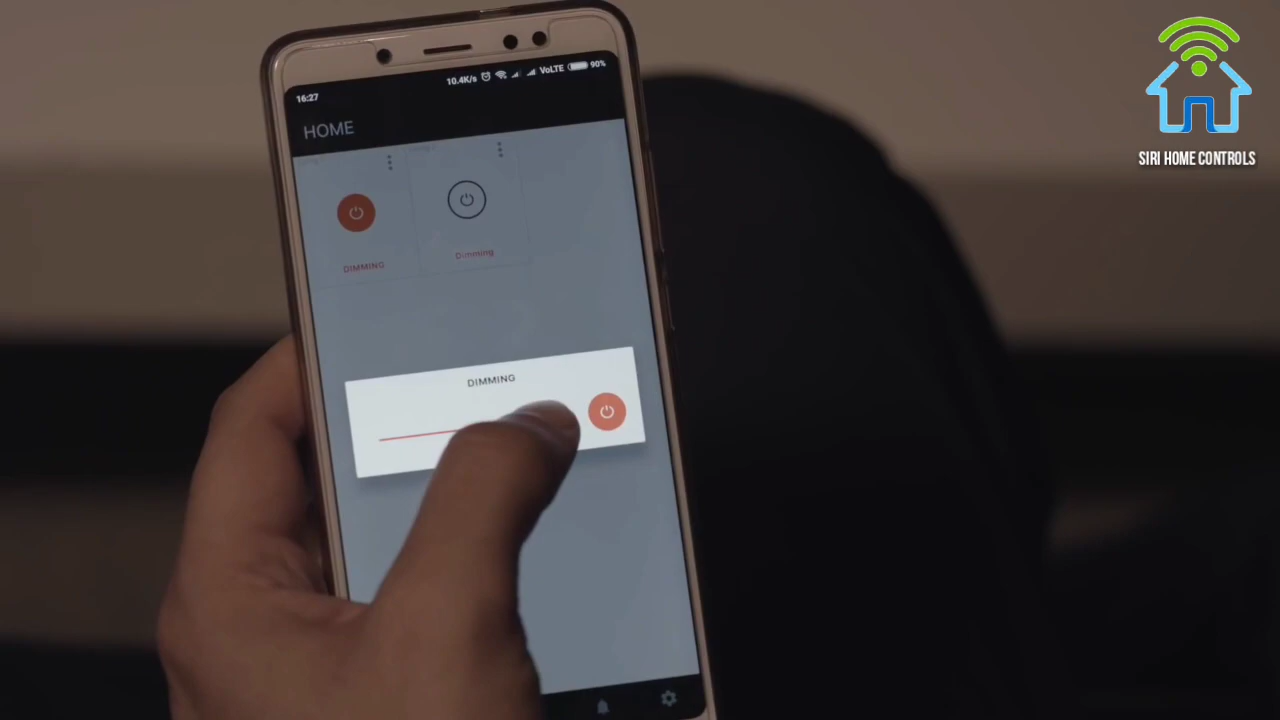 16:27
10.4K/s VoLTE 90%
HOME
DIMMING
Dimming
DIMMING
SIRI HOME CONTROLS